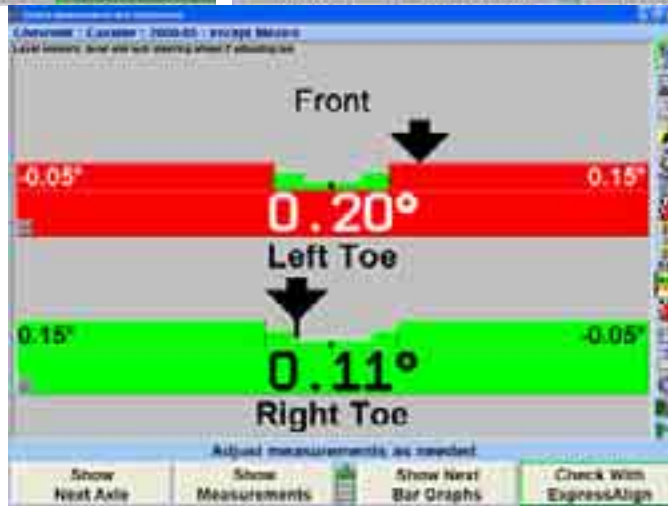 Chevrolet : Cavalier : 2000-05 : except Mexico
Front
-0.05° 0.15°
0.20°
Left Toe
0.15° -0.05°
0.11°
Right Toe
Adjust measurements as needed
Show Next Axle
Show Measurements
Show Next Bar Graphs
Check With ExpressAlign